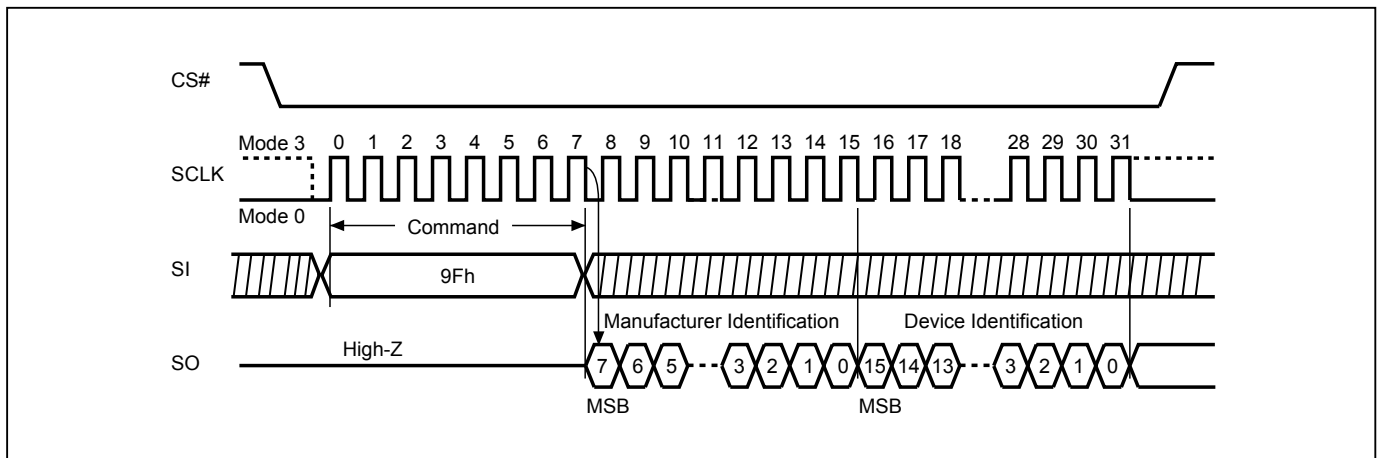 CS#
Mode 3 0 1 2 3 4 5 6 7 8 9 10 11 12 13 14 15 16 17 18 28 29 30 31
SCLK
Mode 0
Command
SI 9Fh
Manufacturer Identification Device Identification
High-Z
SO 7 6 5 3 2 1 0 15 14 13 3 2 1 0
MSB MSB